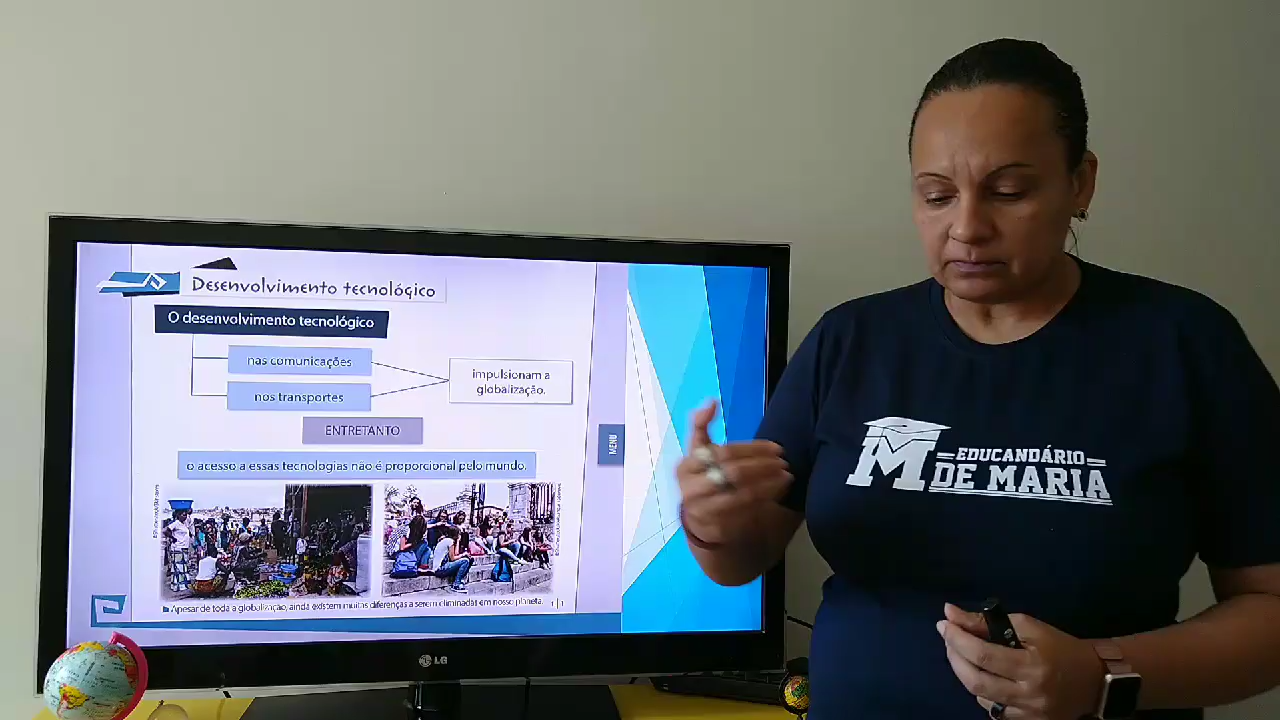 Desenvolvimento tecnológico
O desenvolvimento tecnológico
nas comunicações
nos transportes
impulsionam a
globalização.
ENTRETANTO
o acesso a essas tecnologias não é proporcional pelo mundo.
MENU
Apesar de toda a globalização, ainda existem muitas diferenças a serem eliminadas em nosso planeta.
LG
M
EDUCANDÁRIO
DE MARIA